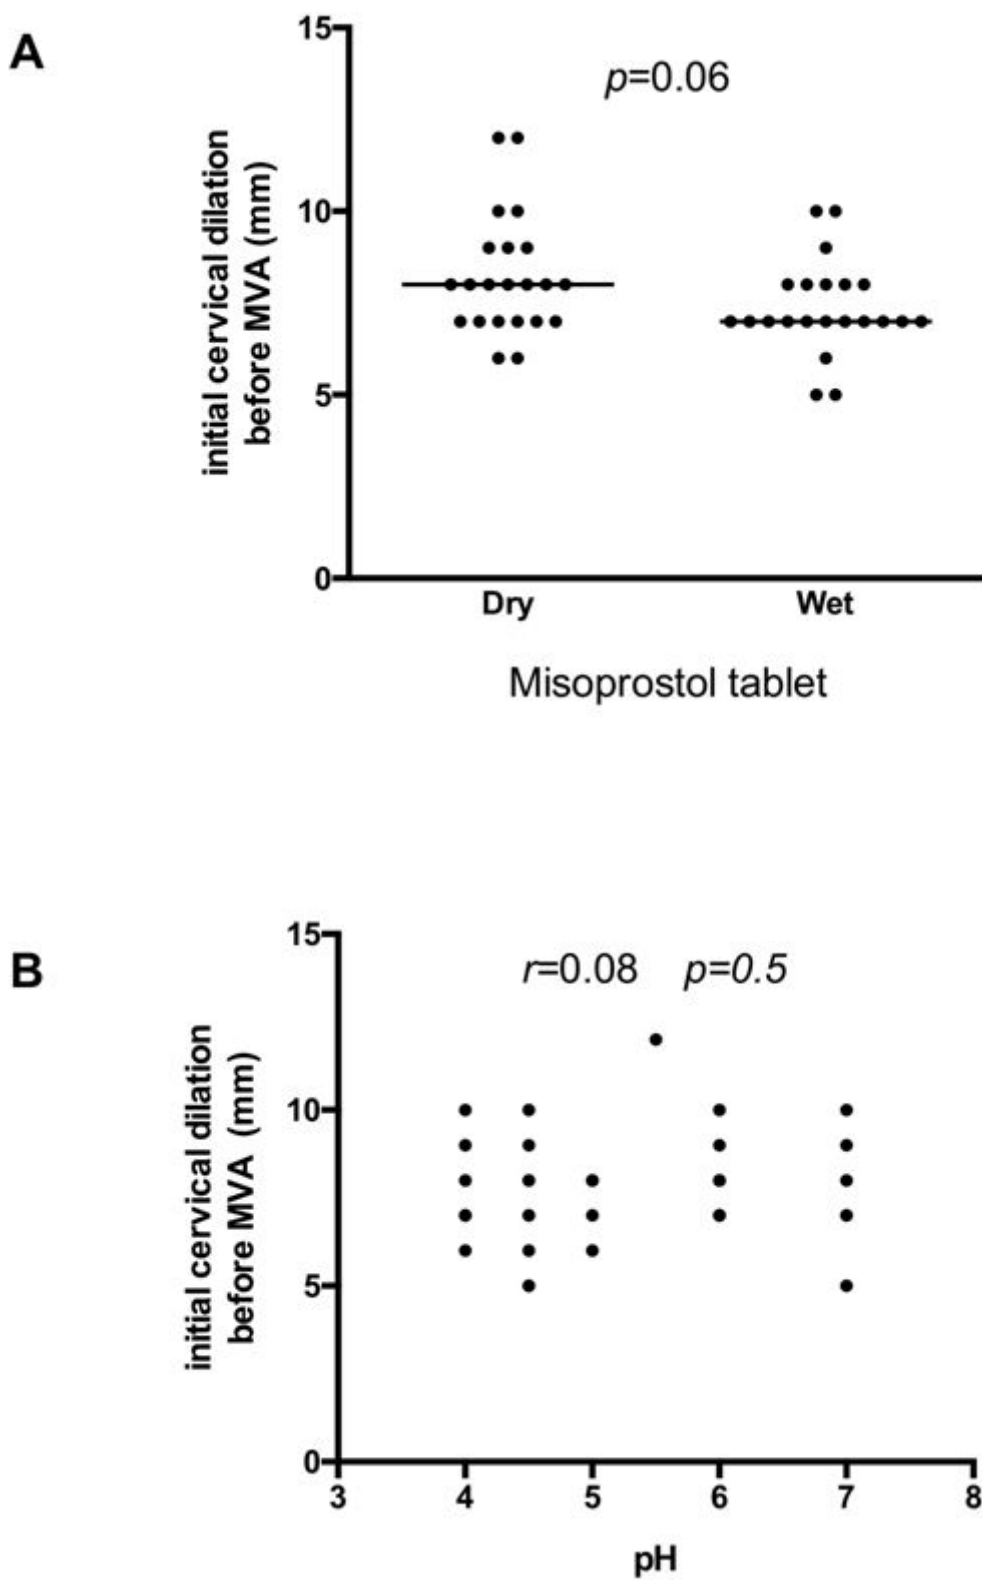 A
15
p=0.06
initial cervical dilation
before MVA (mm)
10
5
0
Dry Wet
Misoprostol tablet
B
15
r=0.08 p=0.5
initial cervical dilation
before MVA (mm)
10
5
0
3 4 5 6 7 8
pH